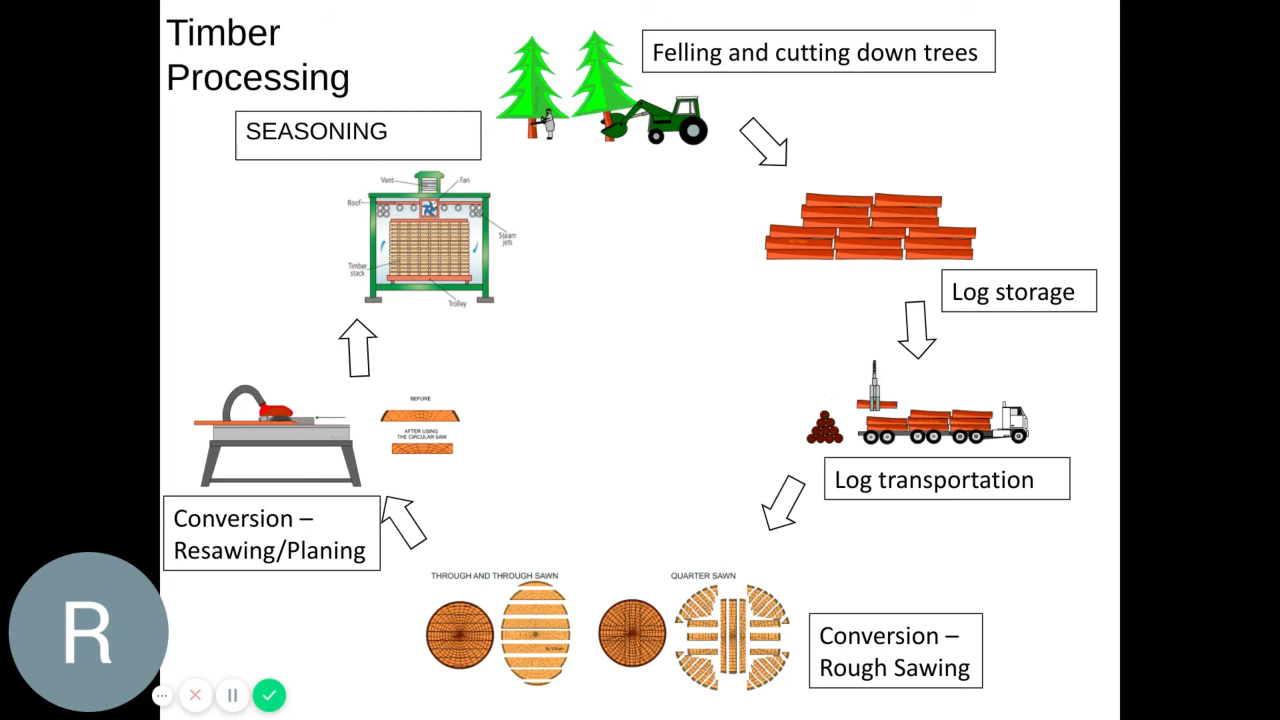 Timber
Processing
Felling and cutting down trees
SEASONING
Vent
Fan
Roof
Steam
jets
Timber
stack
Trolley
Log storage
Log transportation
BEFORE
AFTER USING
THE CIRCULAR SAW
Conversion –
Resawing/Planing
THROUGH AND THROUGH SAWN
QUARTER SAWN
Conversion –
Rough Sawing
R